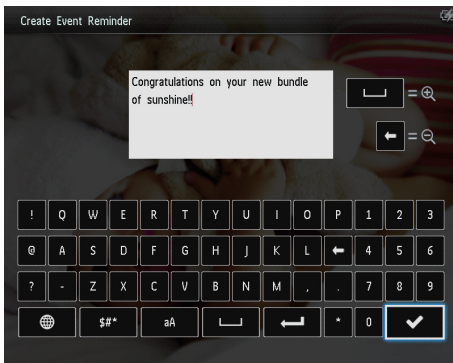 Create Event Reminder
Congratulations on your new bundle
of sunshine!!
=
=
! Q W E R T Y U I O P 1 2 3
@ A S D F G H J K L 4 5 6
? - Z X C V B N M , . 7 8 9
$#* aA * 0